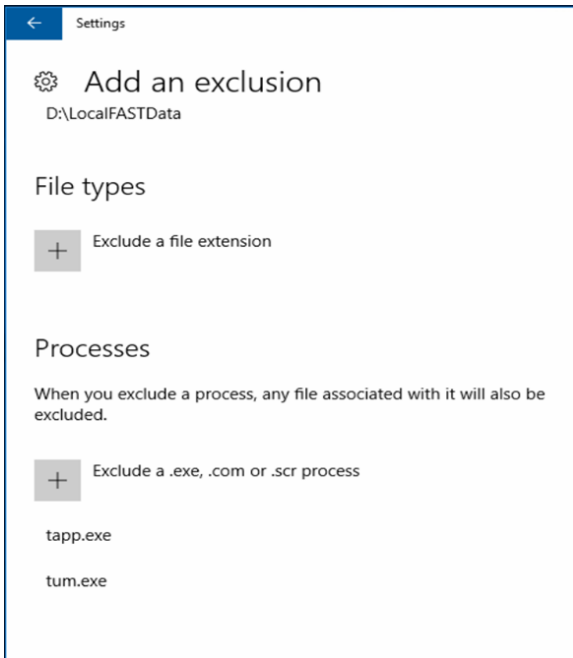 Settings
Add an exclusion
D:\LocalFASTData
File types
Exclude a file extension
Processes
When you exclude a process, any file associated with it will also be
excluded.
Exclude a .exe, .com or .scr process
tapp.exe
tum.exe